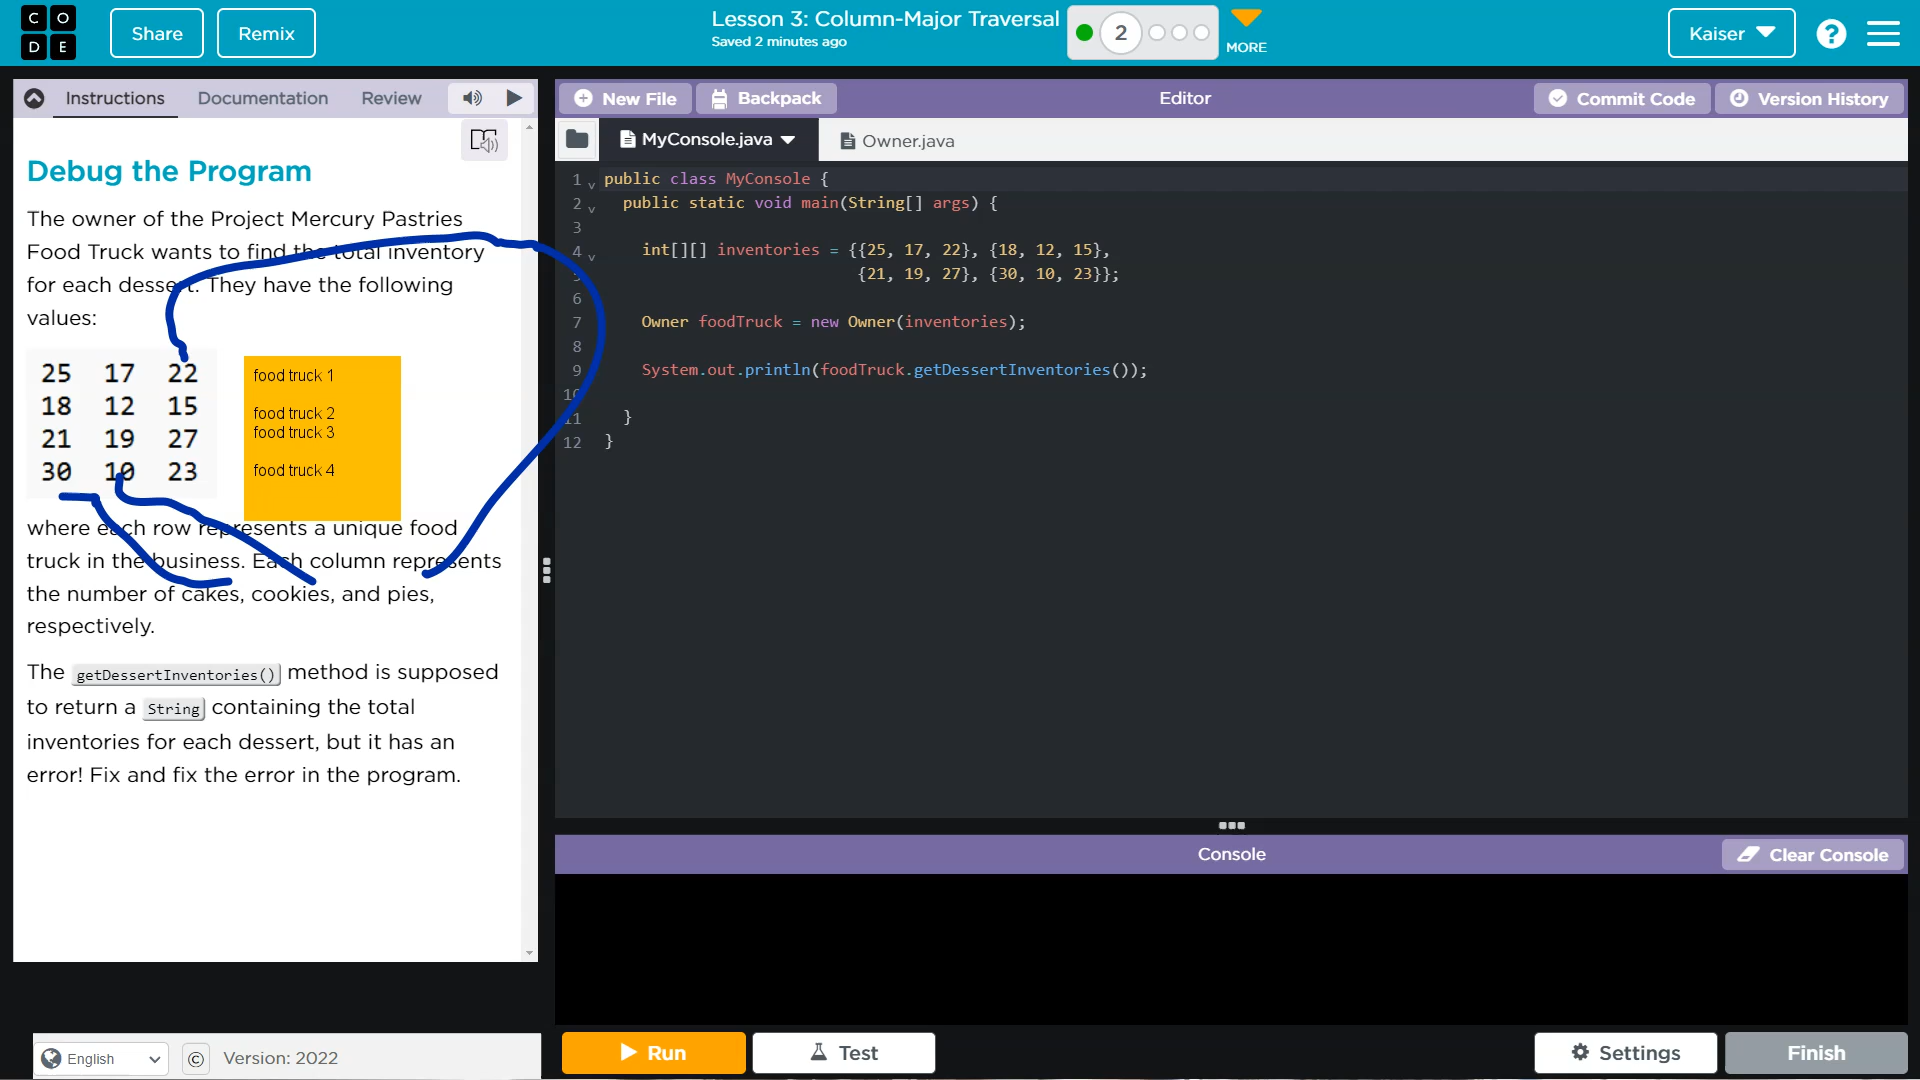 C O
D E
Share
Remix
Lesson 3: Column-Major Traversal
Saved 2 minutes ago
2
MORE
Kaiser
?
Instructions
Documentation
Review
Debug the Program
The owner of the Project Mercury Pastries
Food Truck wants to find the total inventory
for each dessert. They have the following
values:
25 17 22
18 12 15
21 19 27
30 10 23
food truck 1
food truck 2
food truck 3
food truck 4
where each row represents a unique food
truck in the business. Each column represents
the number of cakes, cookies, and pies,
respectively.
The getDessertInventories() method is supposed
to return a String containing the total
inventories for each dessert, but it has an
error! Fix and fix the error in the program.
English
©
Version: 2022
New File
Backpack
Editor
Commit Code
Version History
MyConsole.java
Owner.java
1 public class MyConsole {
2 public static void main(String[] args) {
3
4 int[][] inventories = {{25, 17, 22}, {18, 12, 15},
5 {21, 19, 27}, {30, 10, 23}};
6
7 Owner foodTruck = new Owner(inventories);
8
9 System.out.println(foodTruck.getDessertInventories());
10
11 }
12 }
Console
Clear Console
Run
Test
Settings
Finish